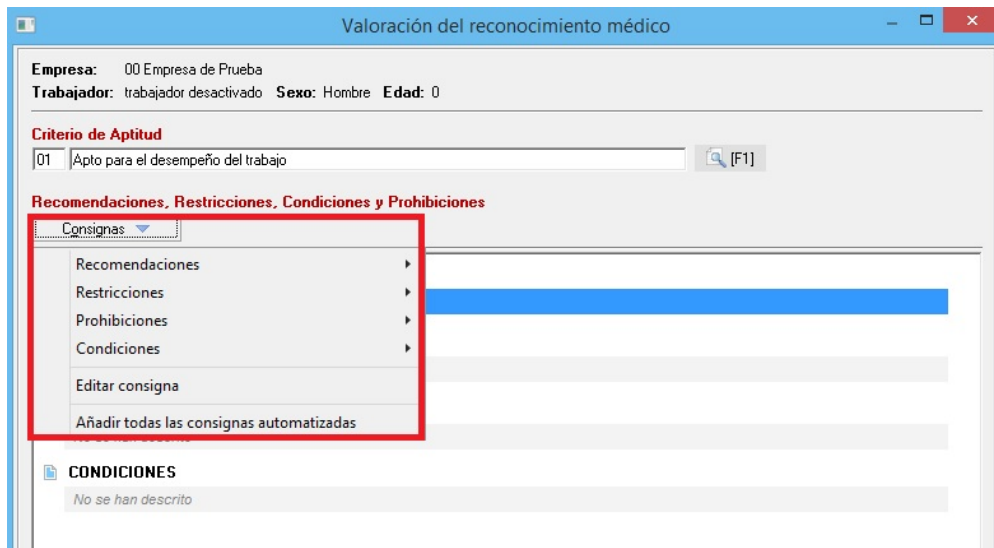 Valoración del reconocimiento médico
Empresa: 00 Empresa de Prueba
Trabajador: trabajador desactivado Sexo: Hombre Edad: 0
Criterio de Aptitud
01 Apto para el desempeño del trabajo [F1]
Recomendaciones, Restricciones, Condiciones y Prohibiciones
Consignas
Recomendaciones
Restricciones
Prohibiciones
Condiciones
Editar consigna
Añadir todas las consignas automatizadas
CONDICIONES
No se han descrito